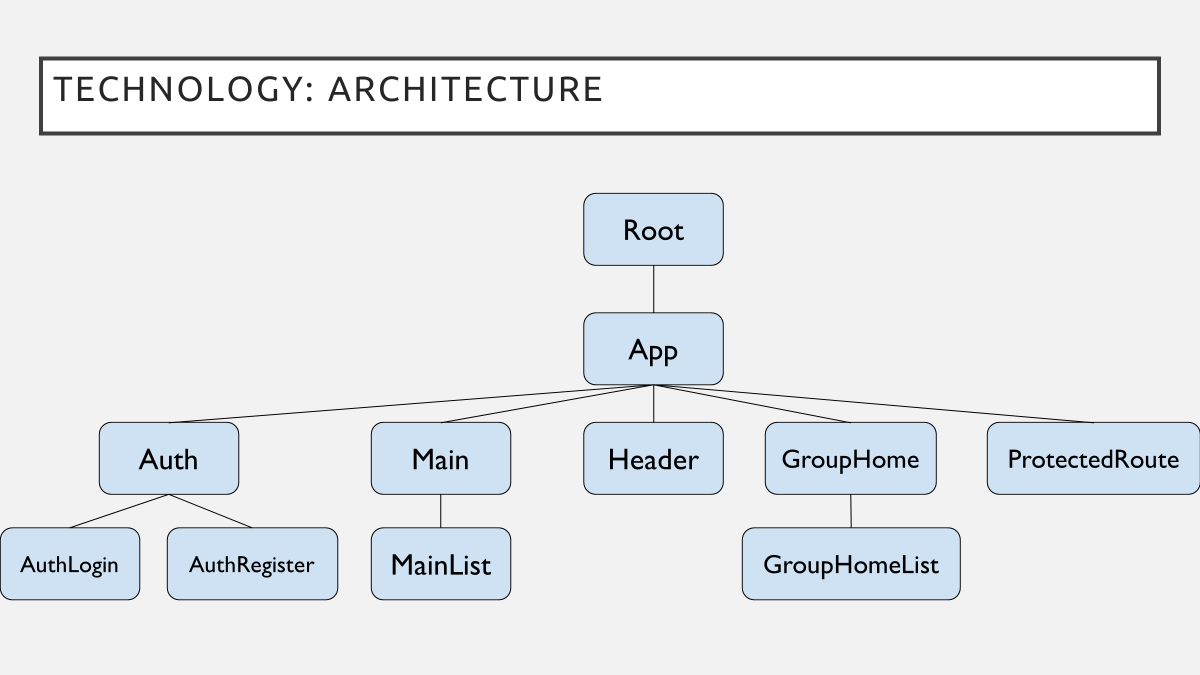 TECHNOLOGY: ARCHITECTURE
Root
App
Auth
Main
Header
GroupHome
ProtectedRoute
AuthLogin
AuthRegister
MainList
GroupHomeList